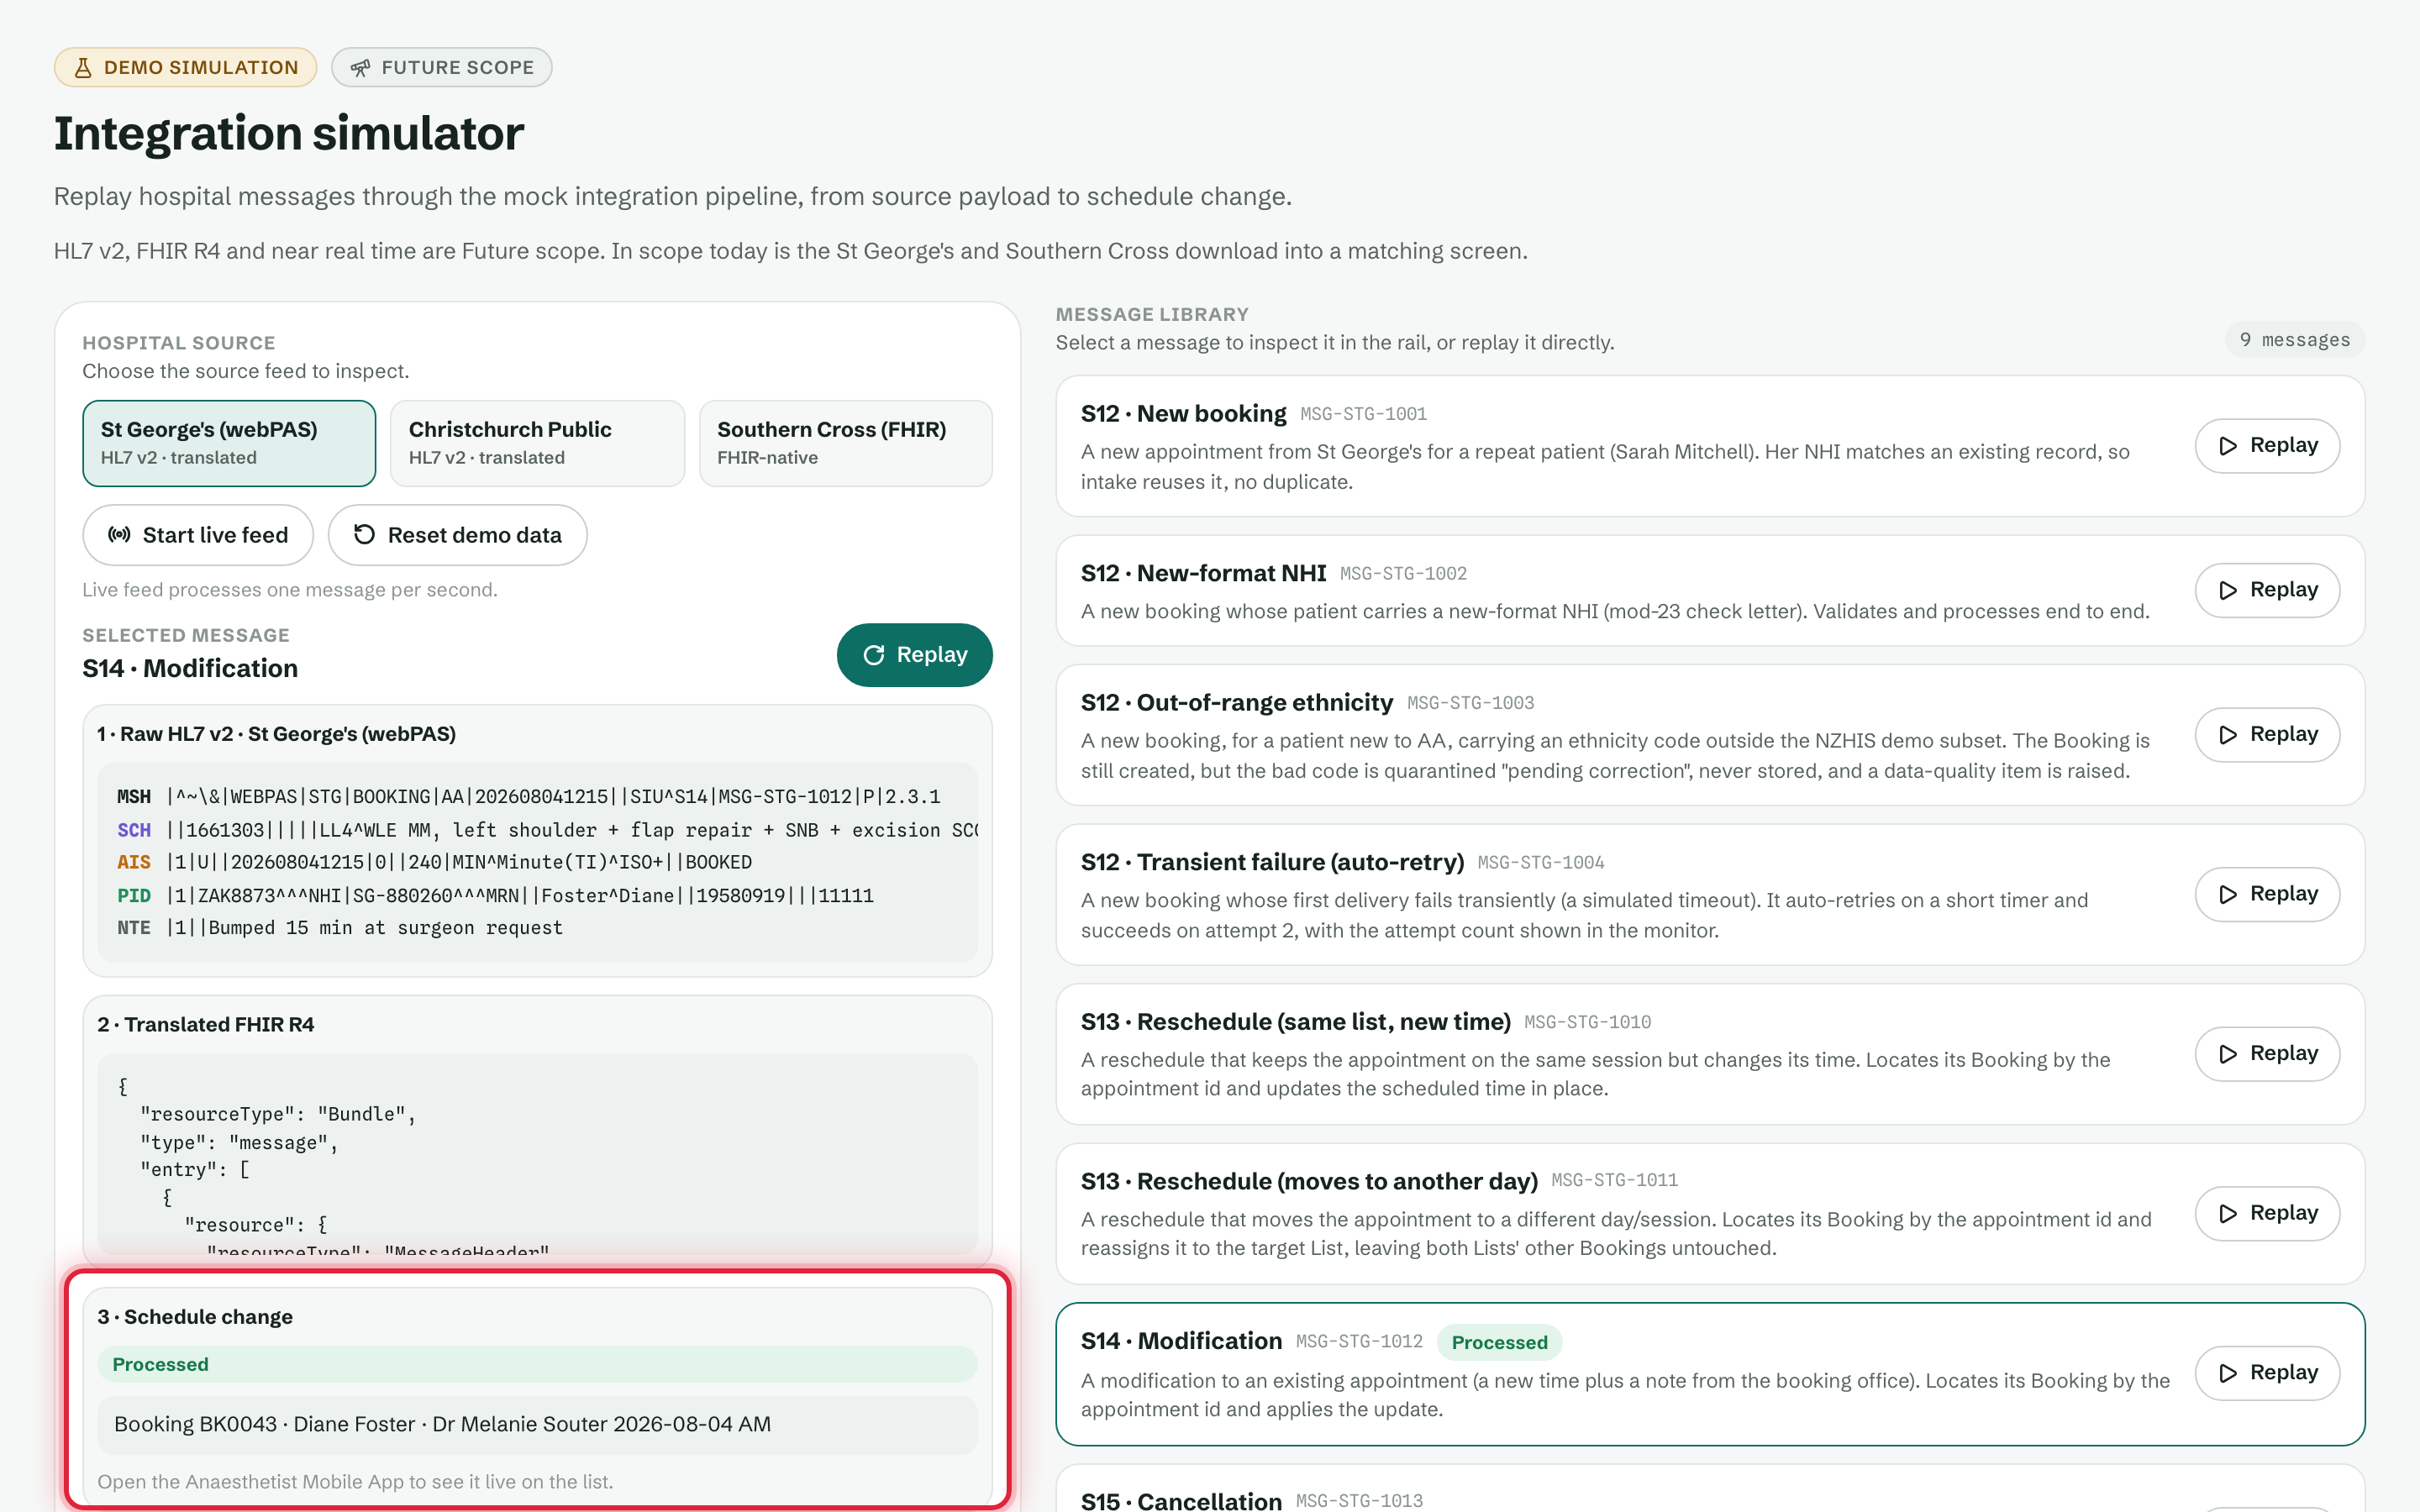 DEMO SIMULATION
FUTURE SCOPE
Integration simulator
Replay hospital messages through the mock integration pipeline, from source payload to schedule change.
HL7 v2, FHIR R4 and near real time are Future scope. In scope today is the St George's and Southern Cross download into a matching screen.
HOSPITAL SOURCE
Choose the source feed to inspect.
St George's (webPAS)
HL7 v2 · translated
Christchurch Public
HL7 v2 · translated
Southern Cross (FHIR)
FHIR-native
Start live feed
Reset demo data
Live feed processes one message per second.
SELECTED MESSAGE
S14 · Modification
Replay
1 · Raw HL7 v2 · St George's (webPAS)
MSH |^~\&|WEBPAS|STG|BOOKING|AA|202608041215||SIU^S14|MSG-STG-1012|P|2.3.1
SCH ||1661303|||||LL4^WLE MM, left shoulder + flap repair + SNB + excision SCC
AIS |1|U||202608041215|0||240|MIN^Minute(TI)^ISO+||BOOKED
PID |1|ZAK8873^^^NHI|SG-880260^^^MRN||Foster^Diane||19580919|||11111
NTE |1||Bumped 15 min at surgeon request
2 · Translated FHIR R4
{
"resourceType": "Bundle",
"type": "message",
"entry": [
{
"resource": {
"resourceType": "MessageHeader"
3 · Schedule change
Processed
Booking BK0043 · Diane Foster · Dr Melanie Souter 2026-08-04 AM
Open the Anaesthetist Mobile App to see it live on the list.
MESSAGE LIBRARY
Select a message to inspect it in the rail, or replay it directly.
9 messages
S12 · New booking MSG-STG-1001
A new appointment from St George's for a repeat patient (Sarah Mitchell). Her NHI matches an existing record, so
intake reuses it, no duplicate.
Replay
S12 · New-format NHI MSG-STG-1002
A new booking whose patient carries a new-format NHI (mod-23 check letter). Validates and processes end to end.
Replay
S12 · Out-of-range ethnicity MSG-STG-1003
A new booking, for a patient new to AA, carrying an ethnicity code outside the NZHIS demo subset. The Booking is
still created, but the bad code is quarantined "pending correction", never stored, and a data-quality item is raised.
Replay
S12 · Transient failure (auto-retry) MSG-STG-1004
A new booking whose first delivery fails transiently (a simulated timeout). It auto-retries on a short timer and
succeeds on attempt 2, with the attempt count shown in the monitor.
Replay
S13 · Reschedule (same list, new time) MSG-STG-1010
A reschedule that keeps the appointment on the same session but changes its time. Locates its Booking by the
appointment id and updates the scheduled time in place.
Replay
S13 · Reschedule (moves to another day) MSG-STG-1011
A reschedule that moves the appointment to a different day/session. Locates its Booking by the appointment id and
reassigns it to the target List, leaving both Lists' other Bookings untouched.
Replay
S14 · Modification MSG-STG-1012 Processed
A modification to an existing appointment (a new time plus a note from the booking office). Locates its Booking by the
appointment id and applies the update.
Replay
S15 · Cancellation MSG-STG-1013